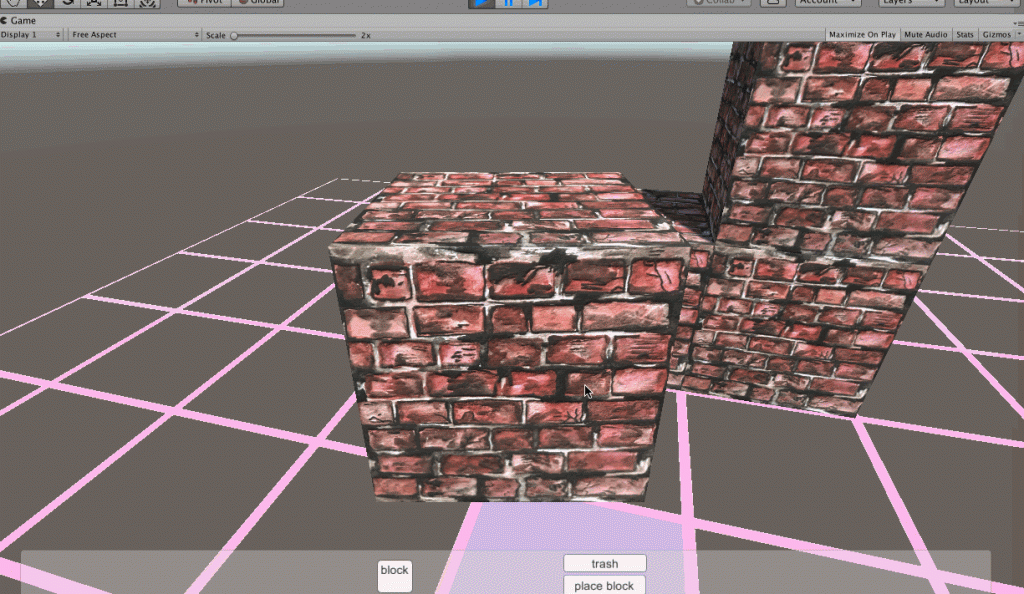 Pivot Global Collab Account Layers Layout
Game
Display 1 Free Aspect Scale 2x Maximize On Play Mute Audio Stats Gizmos
block
trash
place block